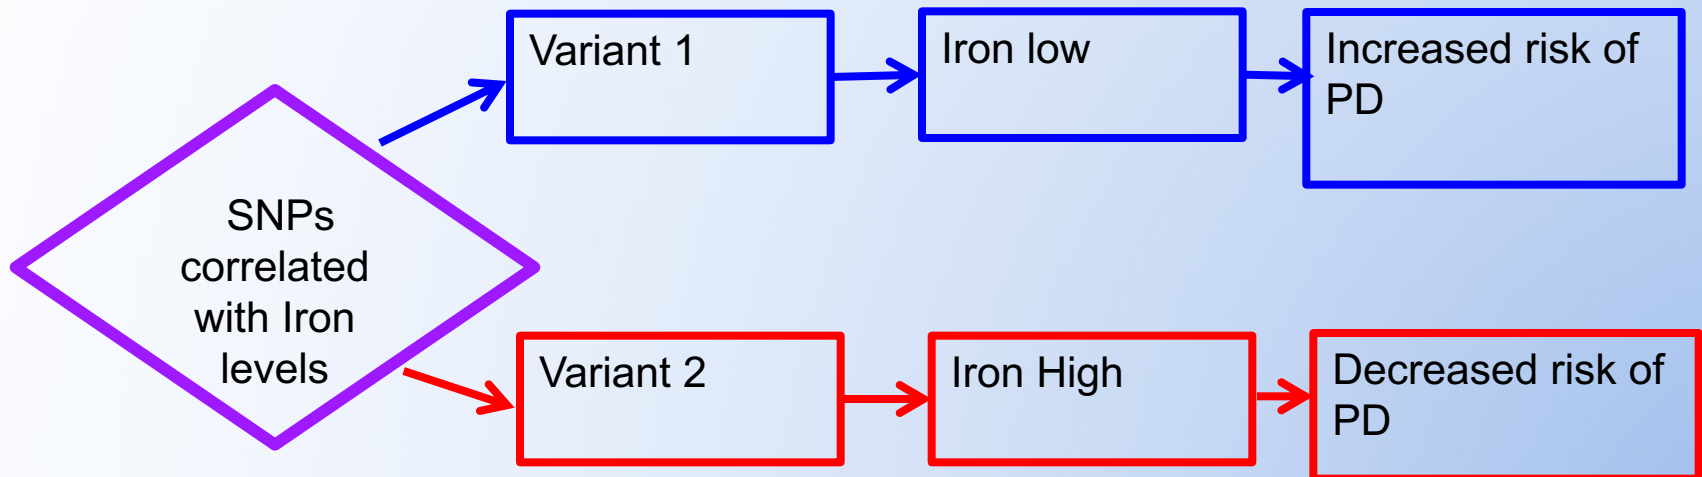 Variant 1
Iron low
Increased risk of
PD
SNPs
correlated
with Iron
levels
Variant 2
Iron High
Decreased risk of
PD